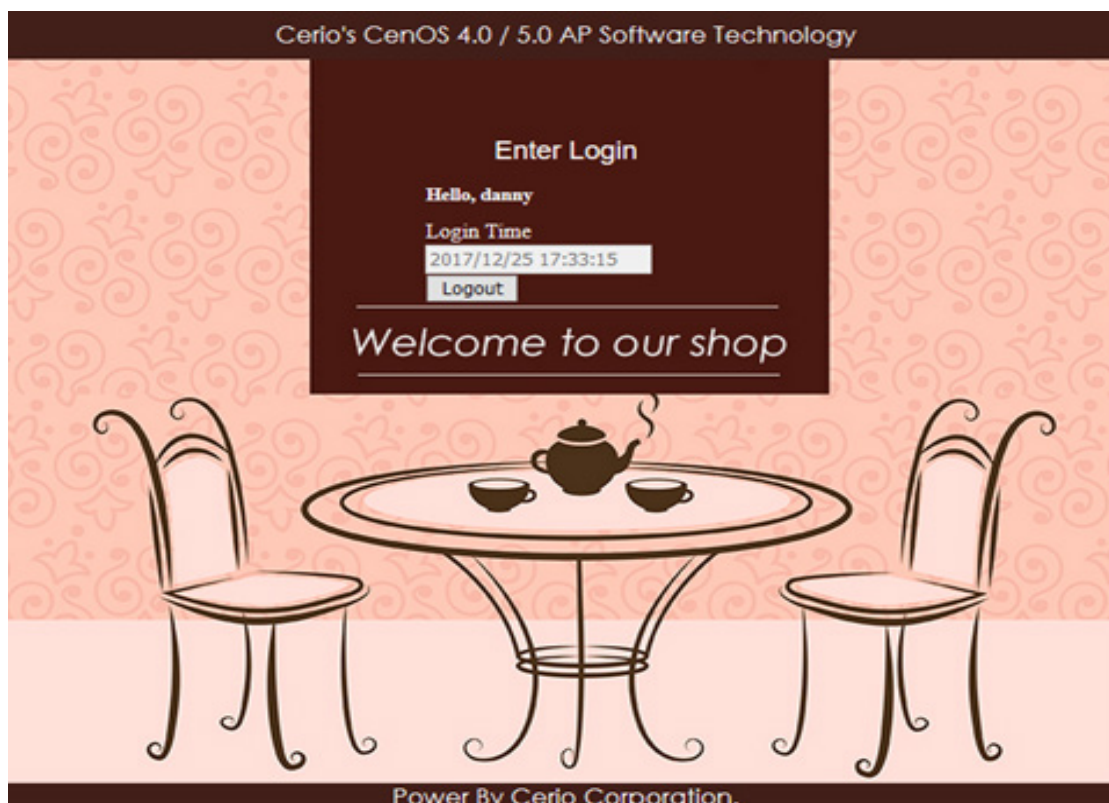 Cerio's CenOS 4.0 / 5.0 AP Software Technology
Enter Login
Hello, danny
Login Time
2017/12/25 17:33:15
Logout
Welcome to our shop
Power By Cerio Corporation.